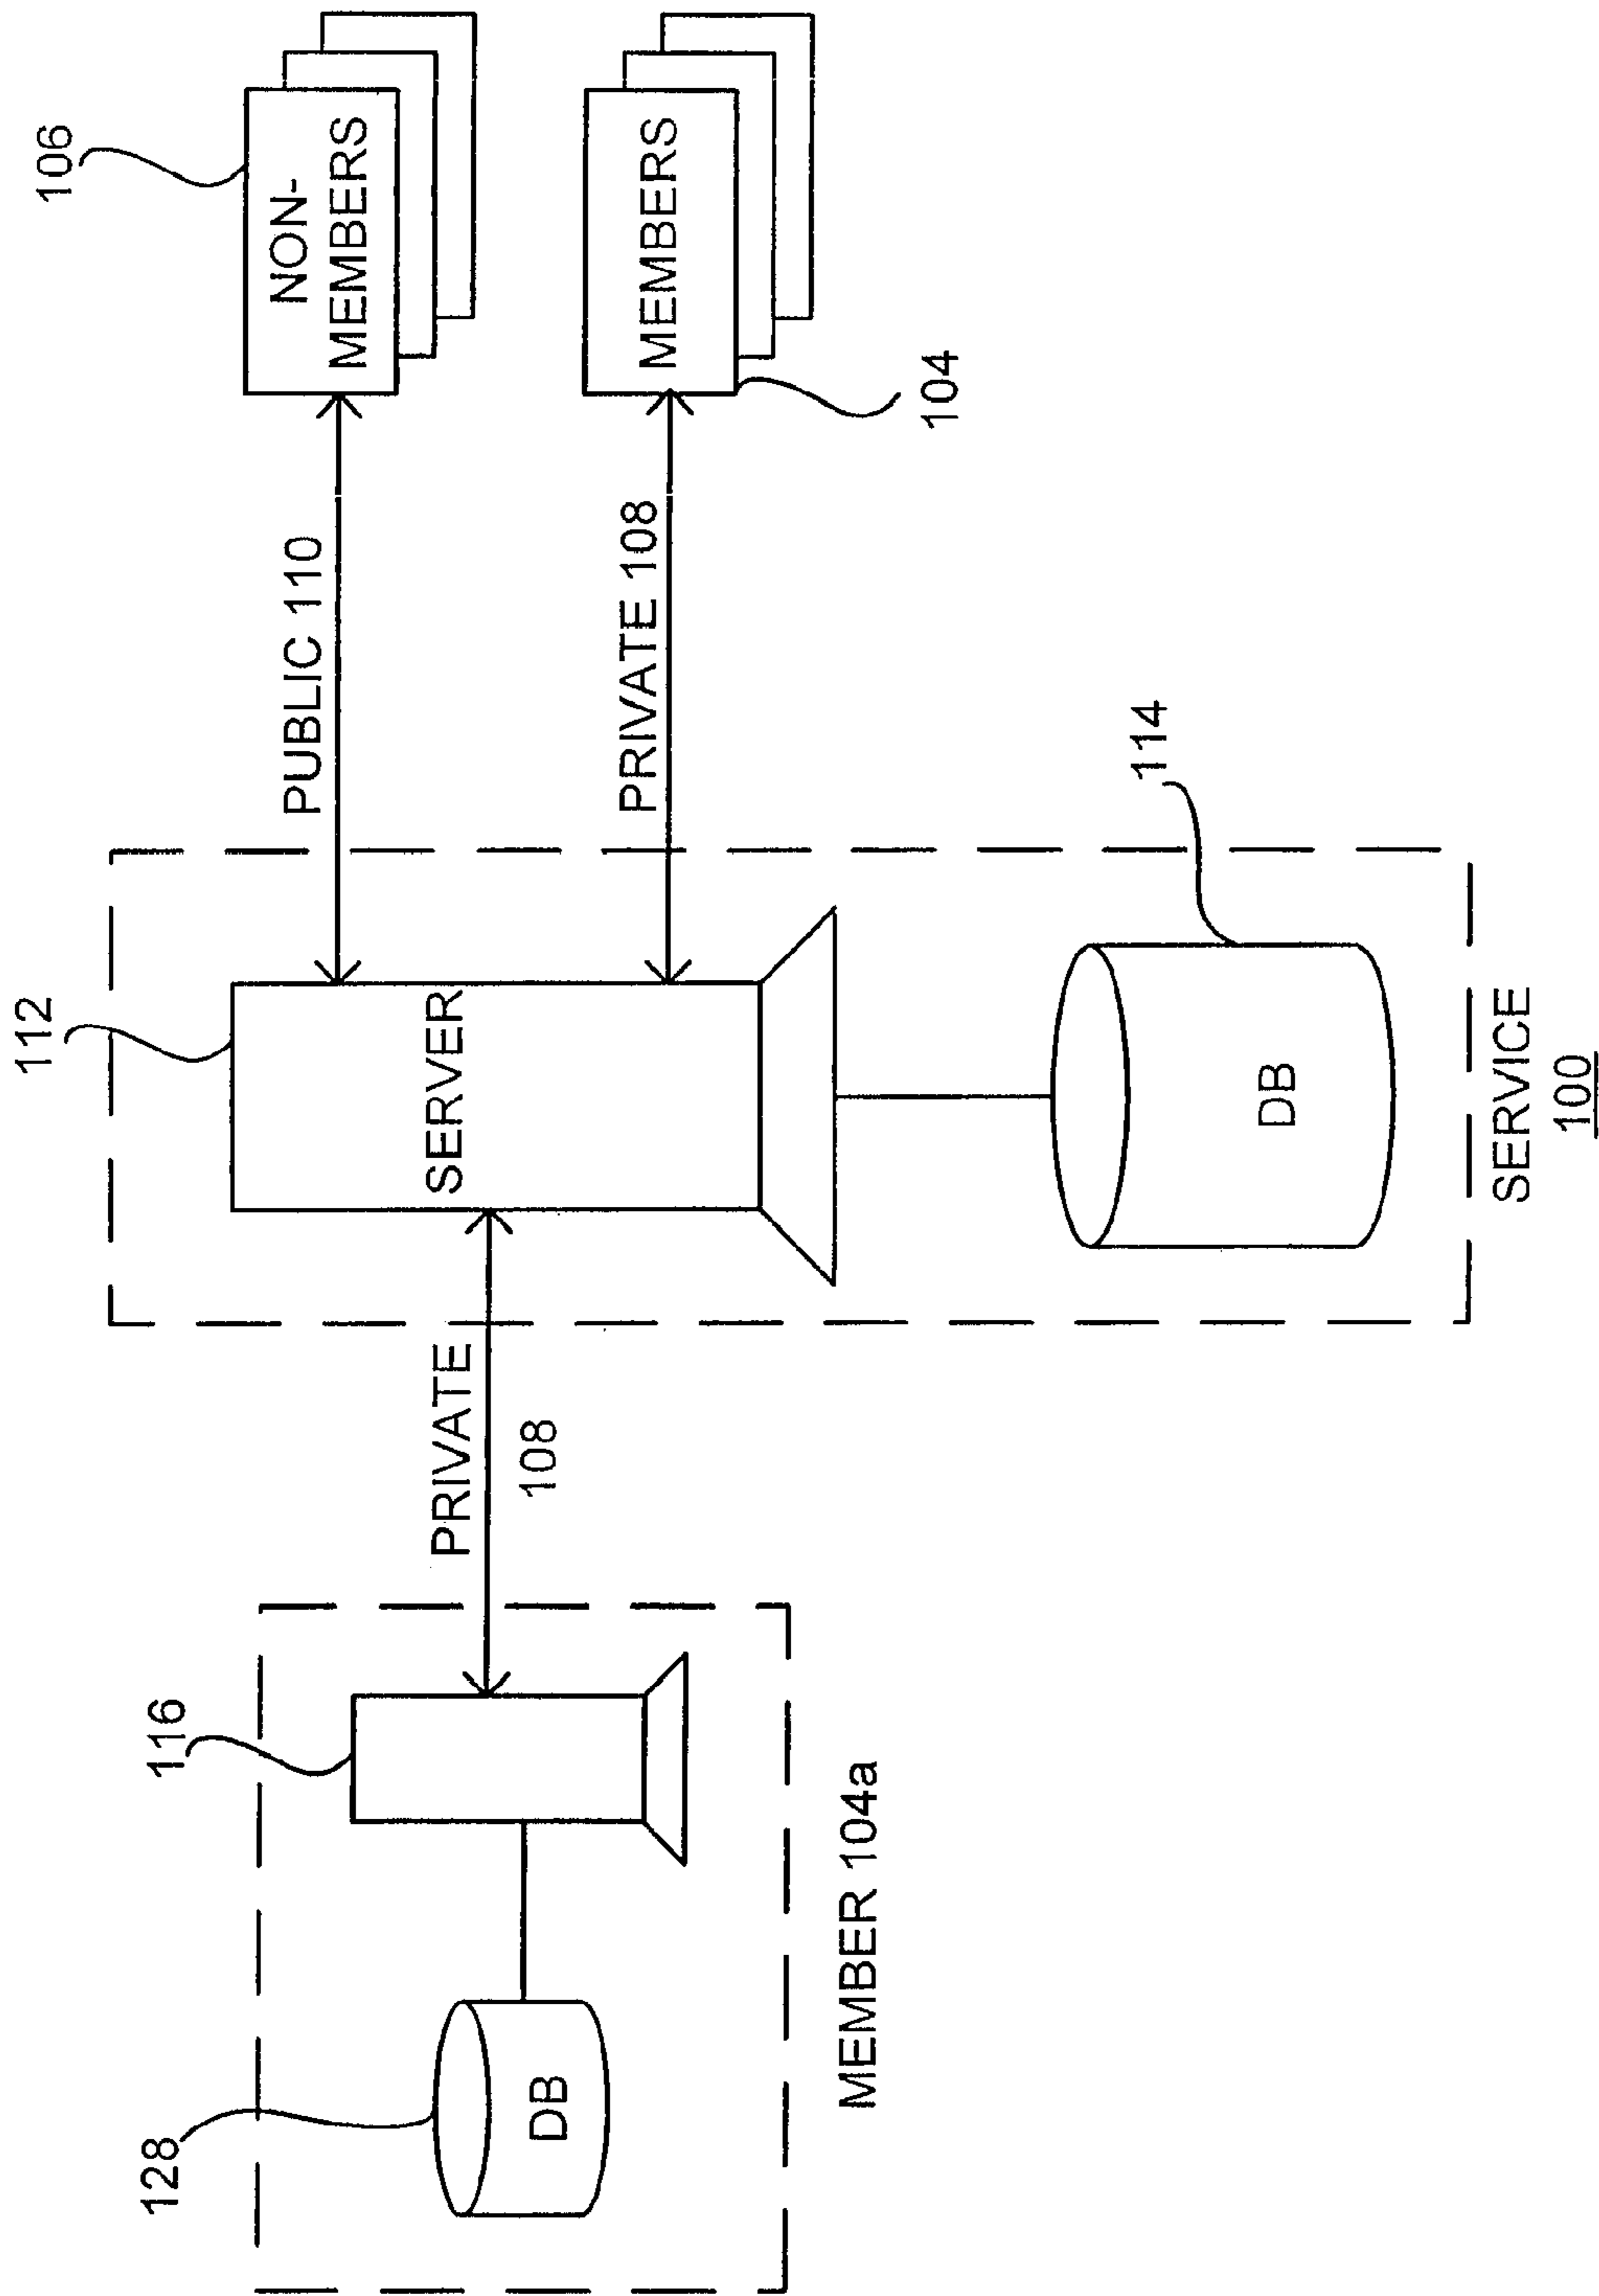 128
116
DB
MEMBER 104a
PRIVATE
108
112
SERVER
DB
114
SERVICE
100
PUBLIC 110
PRIVATE 108
106
NON-
MEMBERS
MEMBERS
104